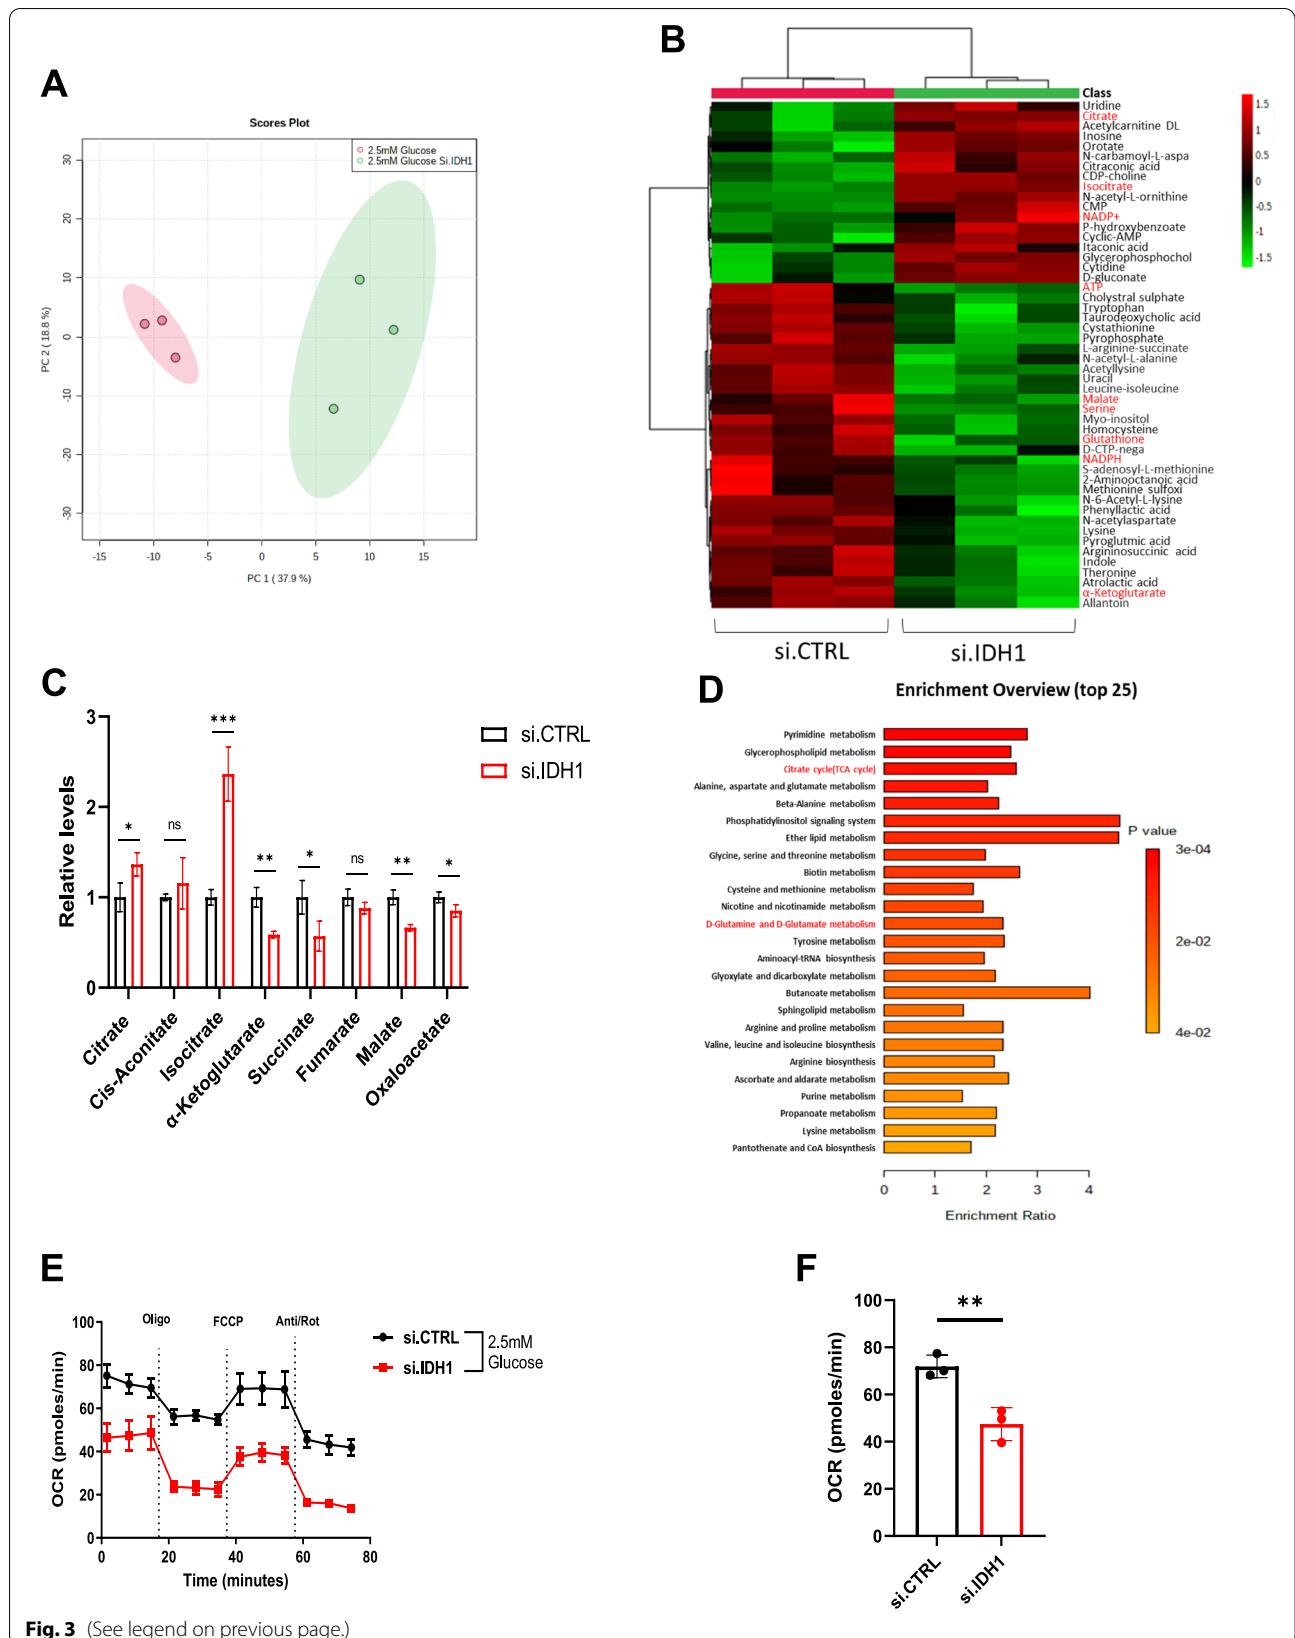 A
Scores Plot
2.5mM Glucose
2.5mM Glucose Si.IDH1
PC 2 ( 18.8 %)
30
20
10
0
-10
-20
-30
-15
-10
-5
0
5
10
15
PC 1 ( 37.9 %)
B
Class
Uridine
Citrate
Acetylcarnitine DL
Inosine
Orotate
N-carbamoyl-L-aspa
Citraconic acid
CDP-choline
Isocitrate
N-acetyl-L-ornithine
CMP
NADP+
P-hydroxybenzoate
Cyclic-AMP
Itaconic acid
Glycerophosphochol
Cytidine
D-gluconate
ATP
Cholystral sulphate
Tryptophan
Taurodeoxycholic acid
Cystathionine
Pyrophosphate
L-arginine-succinate
N-acetyl-L-alanine
Acetyllysine
Uracil
Leucine-isoleucine
Malate
Serine
Myo-inositol
Homocysteine
Glutathione
D-CTP-nega
NADPH
S-adenosyl-L-methionine
2-Aminooctanoic acid
Methionine sulfoxi
N-6-Acetyl-L-lysine
Phenyllactic acid
N-acetylaspartate
Lysine
Pyroglutmic acid
Argininosuccinic acid
Indole
Theronine
Atrolactic acid
α-Ketoglutarate
Allantoin
1.5
1
0.5
0
-0.5
-1
-1.5
si.CTRL
si.IDH1
C
Relative levels
3
2
1
0
*
ns
***
**
*
ns
**
*
si.CTRL
si.IDH1
Citrate
Cis-Aconitate
Isocitrate
α-Ketoglutarate
Succinate
Fumarate
Malate
Oxaloacetate
D
Enrichment Overview (top 25)
Pyrimidine metabolism
Glycerophospholipid metabolism
Citrate cycle(TCA cycle)
Alanine, aspartate and glutamate metabolism
Beta-Alanine metabolism
Phosphatidylinositol signaling system
Ether lipid metabolism
Glycine, serine and threonine metabolism
Biotin metabolism
Cysteine and methionine metabolism
Nicotine and nicotinamide metabolism
D-Glutamine and D-Glutamate metabolism
Tyrosine metabolism
Aminoacyl-tRNA biosynthesis
Glyoxylate and dicarboxylate metabolism
Butanoate metabolism
Sphingolipid metabolism
Arginine and proline metabolism
Valine, leucine and isoleucine biosynthesis
Arginine biosynthesis
Ascorbate and aldarate metabolism
Purine metabolism
Propanoate metabolism
Lysine metabolism
Pantothenate and CoA biosynthesis
0
1
2
3
4
Enrichment Ratio
P value
3e-04
2e-02
4e-02
E
OCR (pmoles/min)
100
80
60
40
20
0
Oligo
FCCP
Anti/Rot
0
20
40
60
80
Time (minutes)
si.CTRL
si.IDH1
2.5mM
Glucose
F
OCR (pmoles/min)
100
80
60
40
20
0
**
si.CTRL
si.IDH1
Fig. 3 (See legend on previous page.)